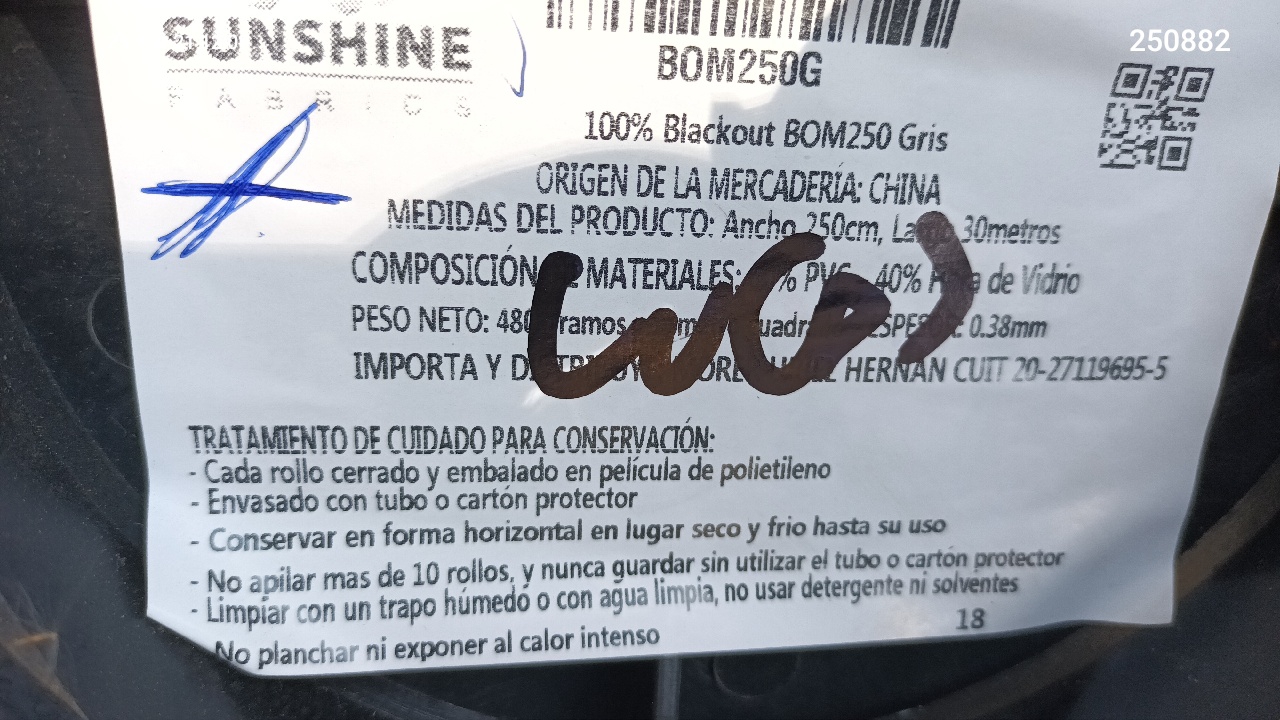 250882
SUNSHINE
FABRICS
BOM250G
100% Blackout BOM250 Gris
ORIGEN DE LA MERCADERÍA: CHINA
MEDIDAS DEL PRODUCTO: Ancho 250cm, 30metros
COMPOSICIÓN MATERIALES: PVC 40% de Vidrio
PESO NETO: 0.38mm
IMPORTA Y HERNÁN CUIT 20-27119695-5
TRATAMIENTO DE CUIDADO PARA CONSERVACIÓN:
- Cada rollo cerrado y embalado en película de polietileno
- Envasado con tubo o cartón protector
- Conservar en forma horizontal en lugar seco y frio hasta su uso
- No apilar mas de 10 rollos, y nunca guardar sin utilizar el tubo o cartón protector
- Limpiar con un trapo húmedo o con agua limpia, no usar detergente ni solventes
No planchar ni exponer al calor intenso
18